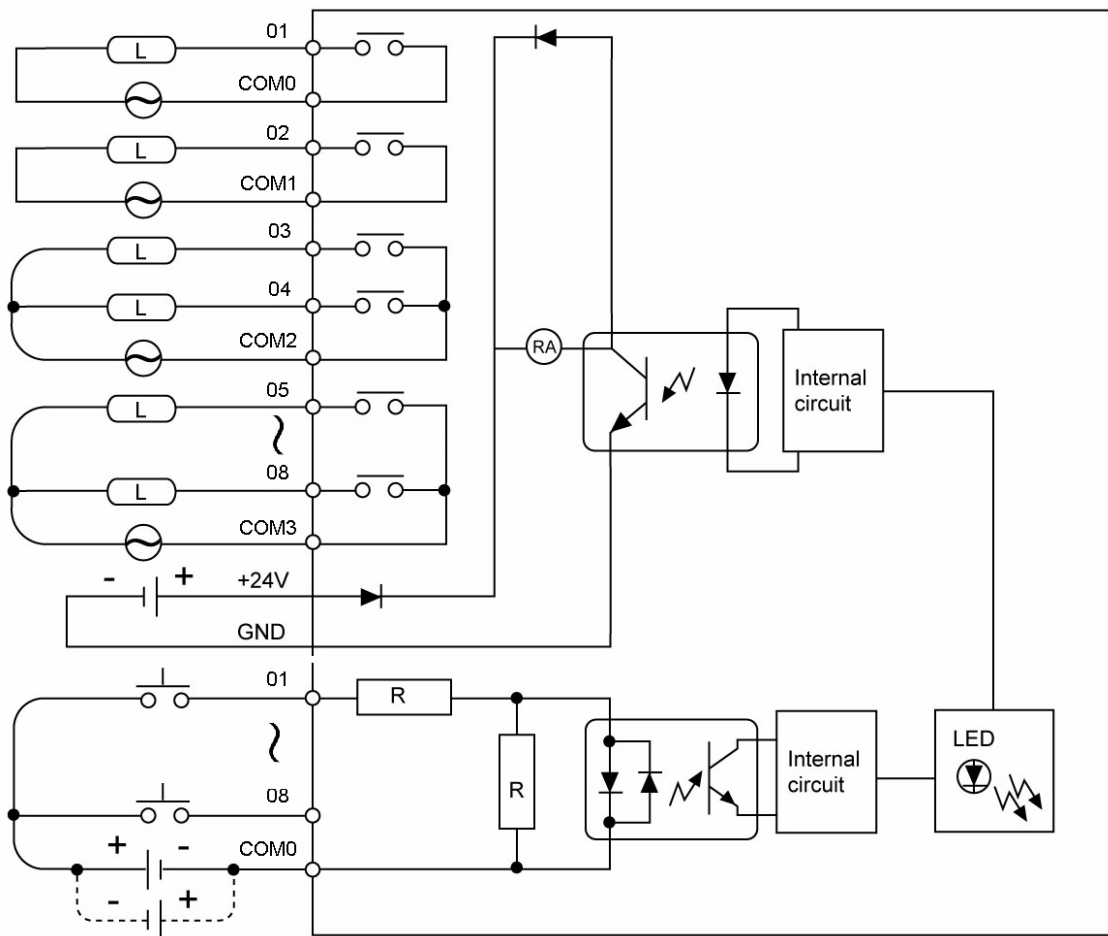 01
L
COM0
02
L
COM1
03
L
04
L
COM2
RA
Internal
circuit
05
L
08
L
COM3
- + +24V
GND
01
R
R
LED
Internal
circuit
08
+ -
COM0
- +